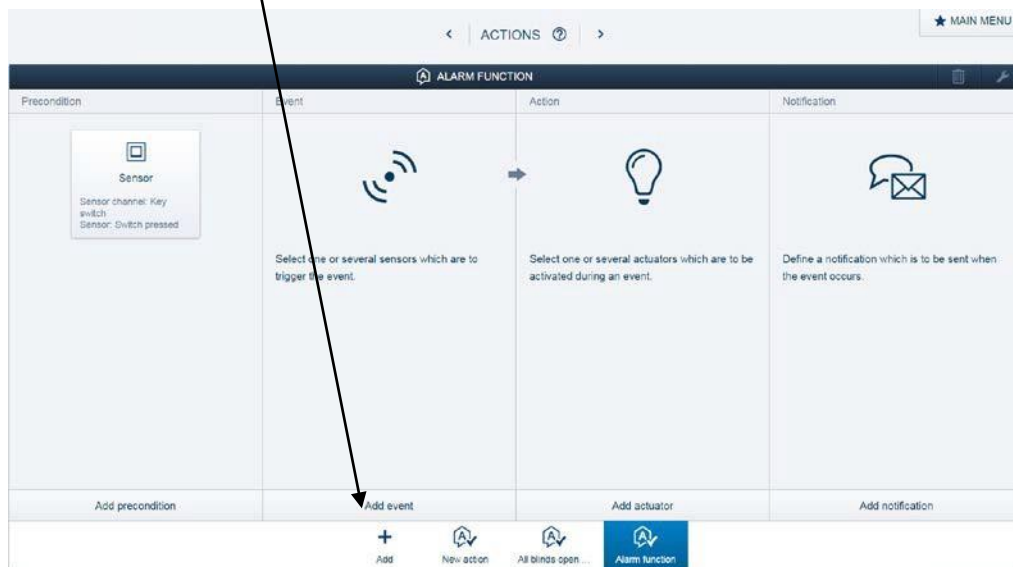 ACTIONS
MAIN MENU
ALARM FUNCTION
Precondition
Event
Action
Notification
Sensor
Sensor channel: Key
switch
Sensor: Switch pressed
Select one or several sensors which are to
trigger the event.
Select one or several actuators which are to be
activated during an event.
Define a notification which is to be sent when
the event occurs.
Add precondition
Add event
Add actuator
Add notification
Add
New action
All blinds open ...
Alarm function